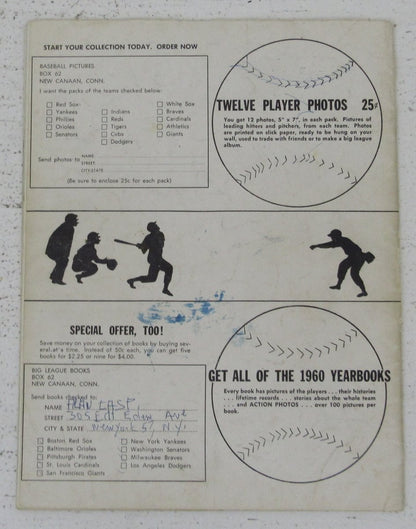 START YOUR COLLECTION TODAY. ORDER NOW
BASEBALL PICTURES
BOX 62
NEW CANAAN, CONN.
I want the packs of the teams checked below:
Red Sox
White Sox
Yankees
Indians
Braves
Phillies
Reds
Cardinals
Orioles
Tigers
Athletics
Senators
Cubs
Giants
Dodgers
Send photos to
NAME
STREET
CITY/STATE
(Be sure to enclose 25c for each pack)
TWELVE PLAYER PHOTOS 25¢
You get 12 photos, 5" x 7", in each pack. Pictures of
leading hitters and pitchers, from each team. Photos
are printed on slick paper, ready to be hung on your
wall, used to trade with friends or to make a big league
album.
SPECIAL OFFER, TOO!
Save money on your collection of books by buying sev-
eral at a time. Instead of 50c each, you can get five
books for $2.25 or nine for $4.00.
BIG LEAGUE BOOKS
BOX 62
NEW CANAAN, CONN.
Send books checked to:
NAME
STREET 305 Ave
CITY & STATE New York N.Y.
Boston Red Sox
New York Yankees
Baltimore Orioles
Washington Senators
Pittsburgh Pirates
Milwaukee Braves
St. Louis Cardinals
Los Angeles Dodgers
San Francisco Giants
GET ALL OF THE 1960 YEARBOOKS
Every book has pictures of the players . . . their histories
. . . lifetime records . . . stories about the whole team
. . . and ACTION PHOTOS . . . over 100 pictures per
book.